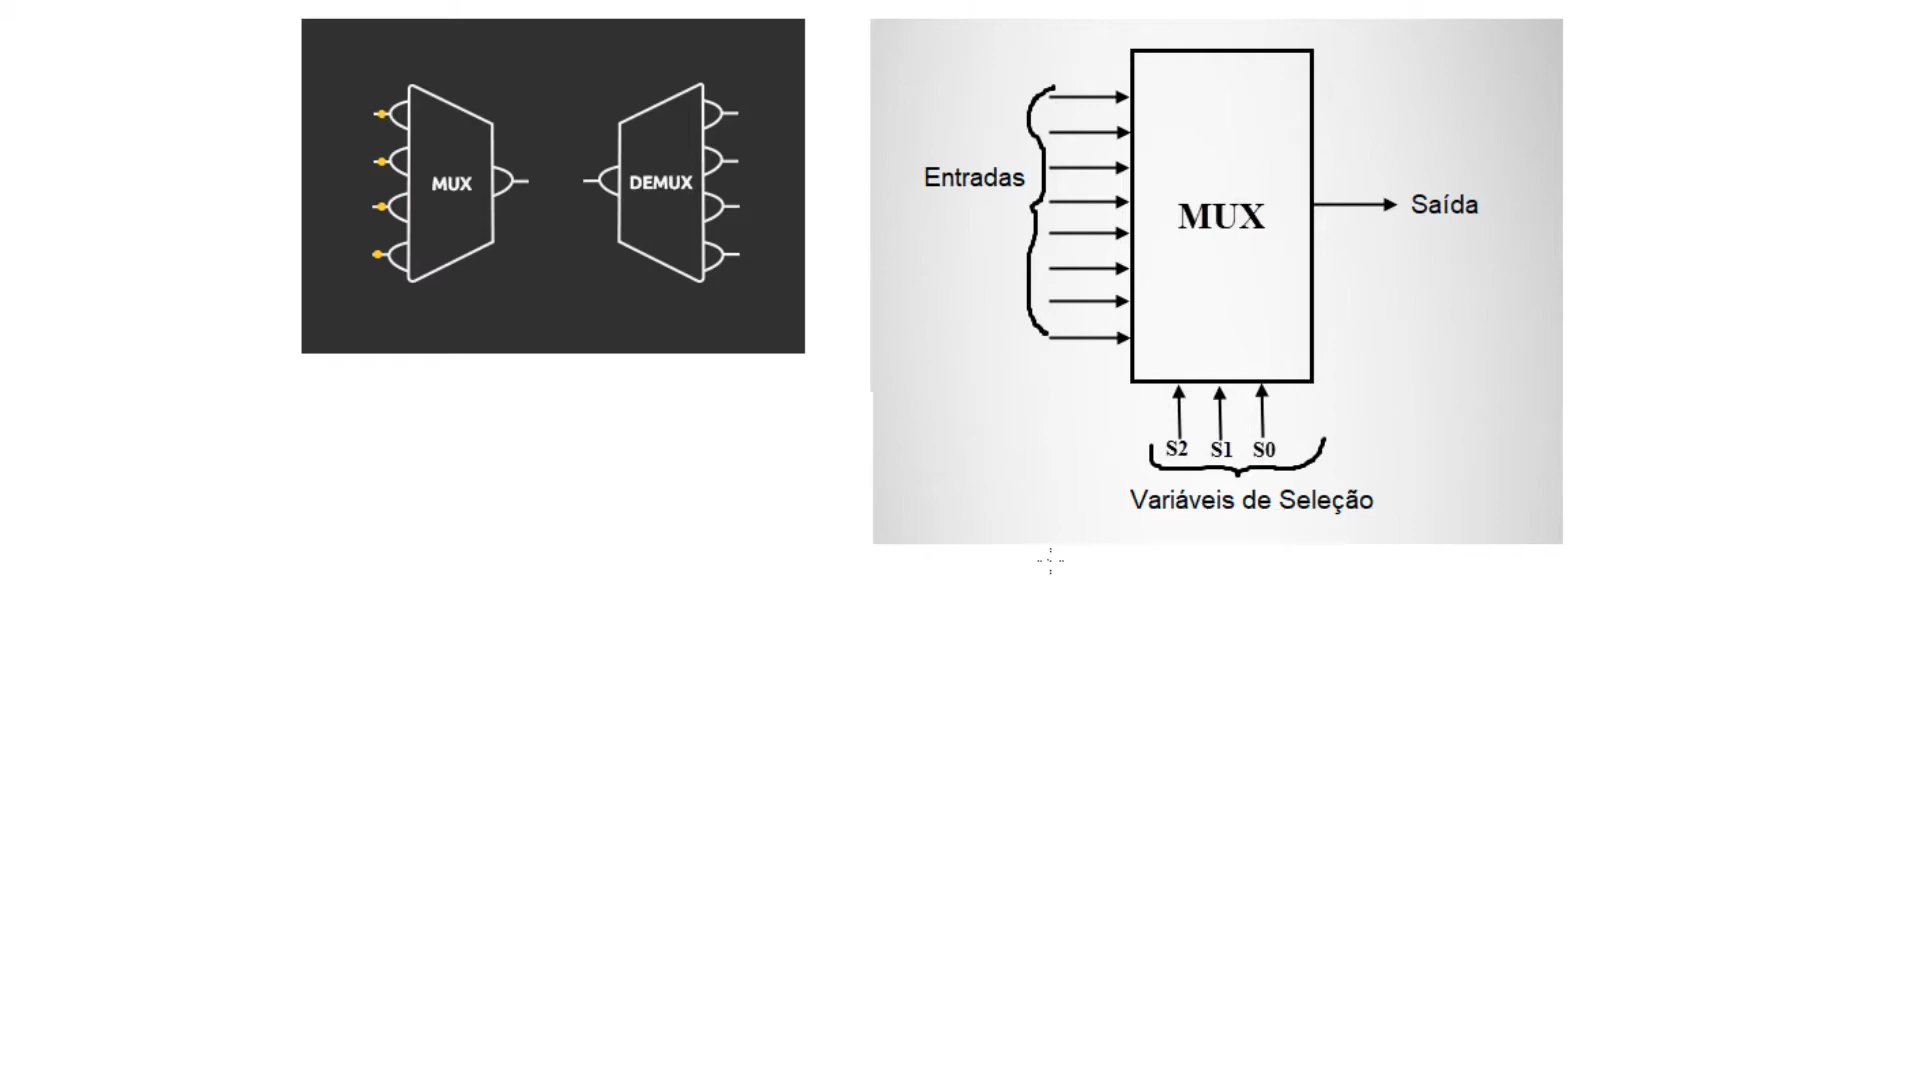 MUX
DEMUX
Entradas
MUX
Saída
S2 S1 S0
Variáveis de Seleção